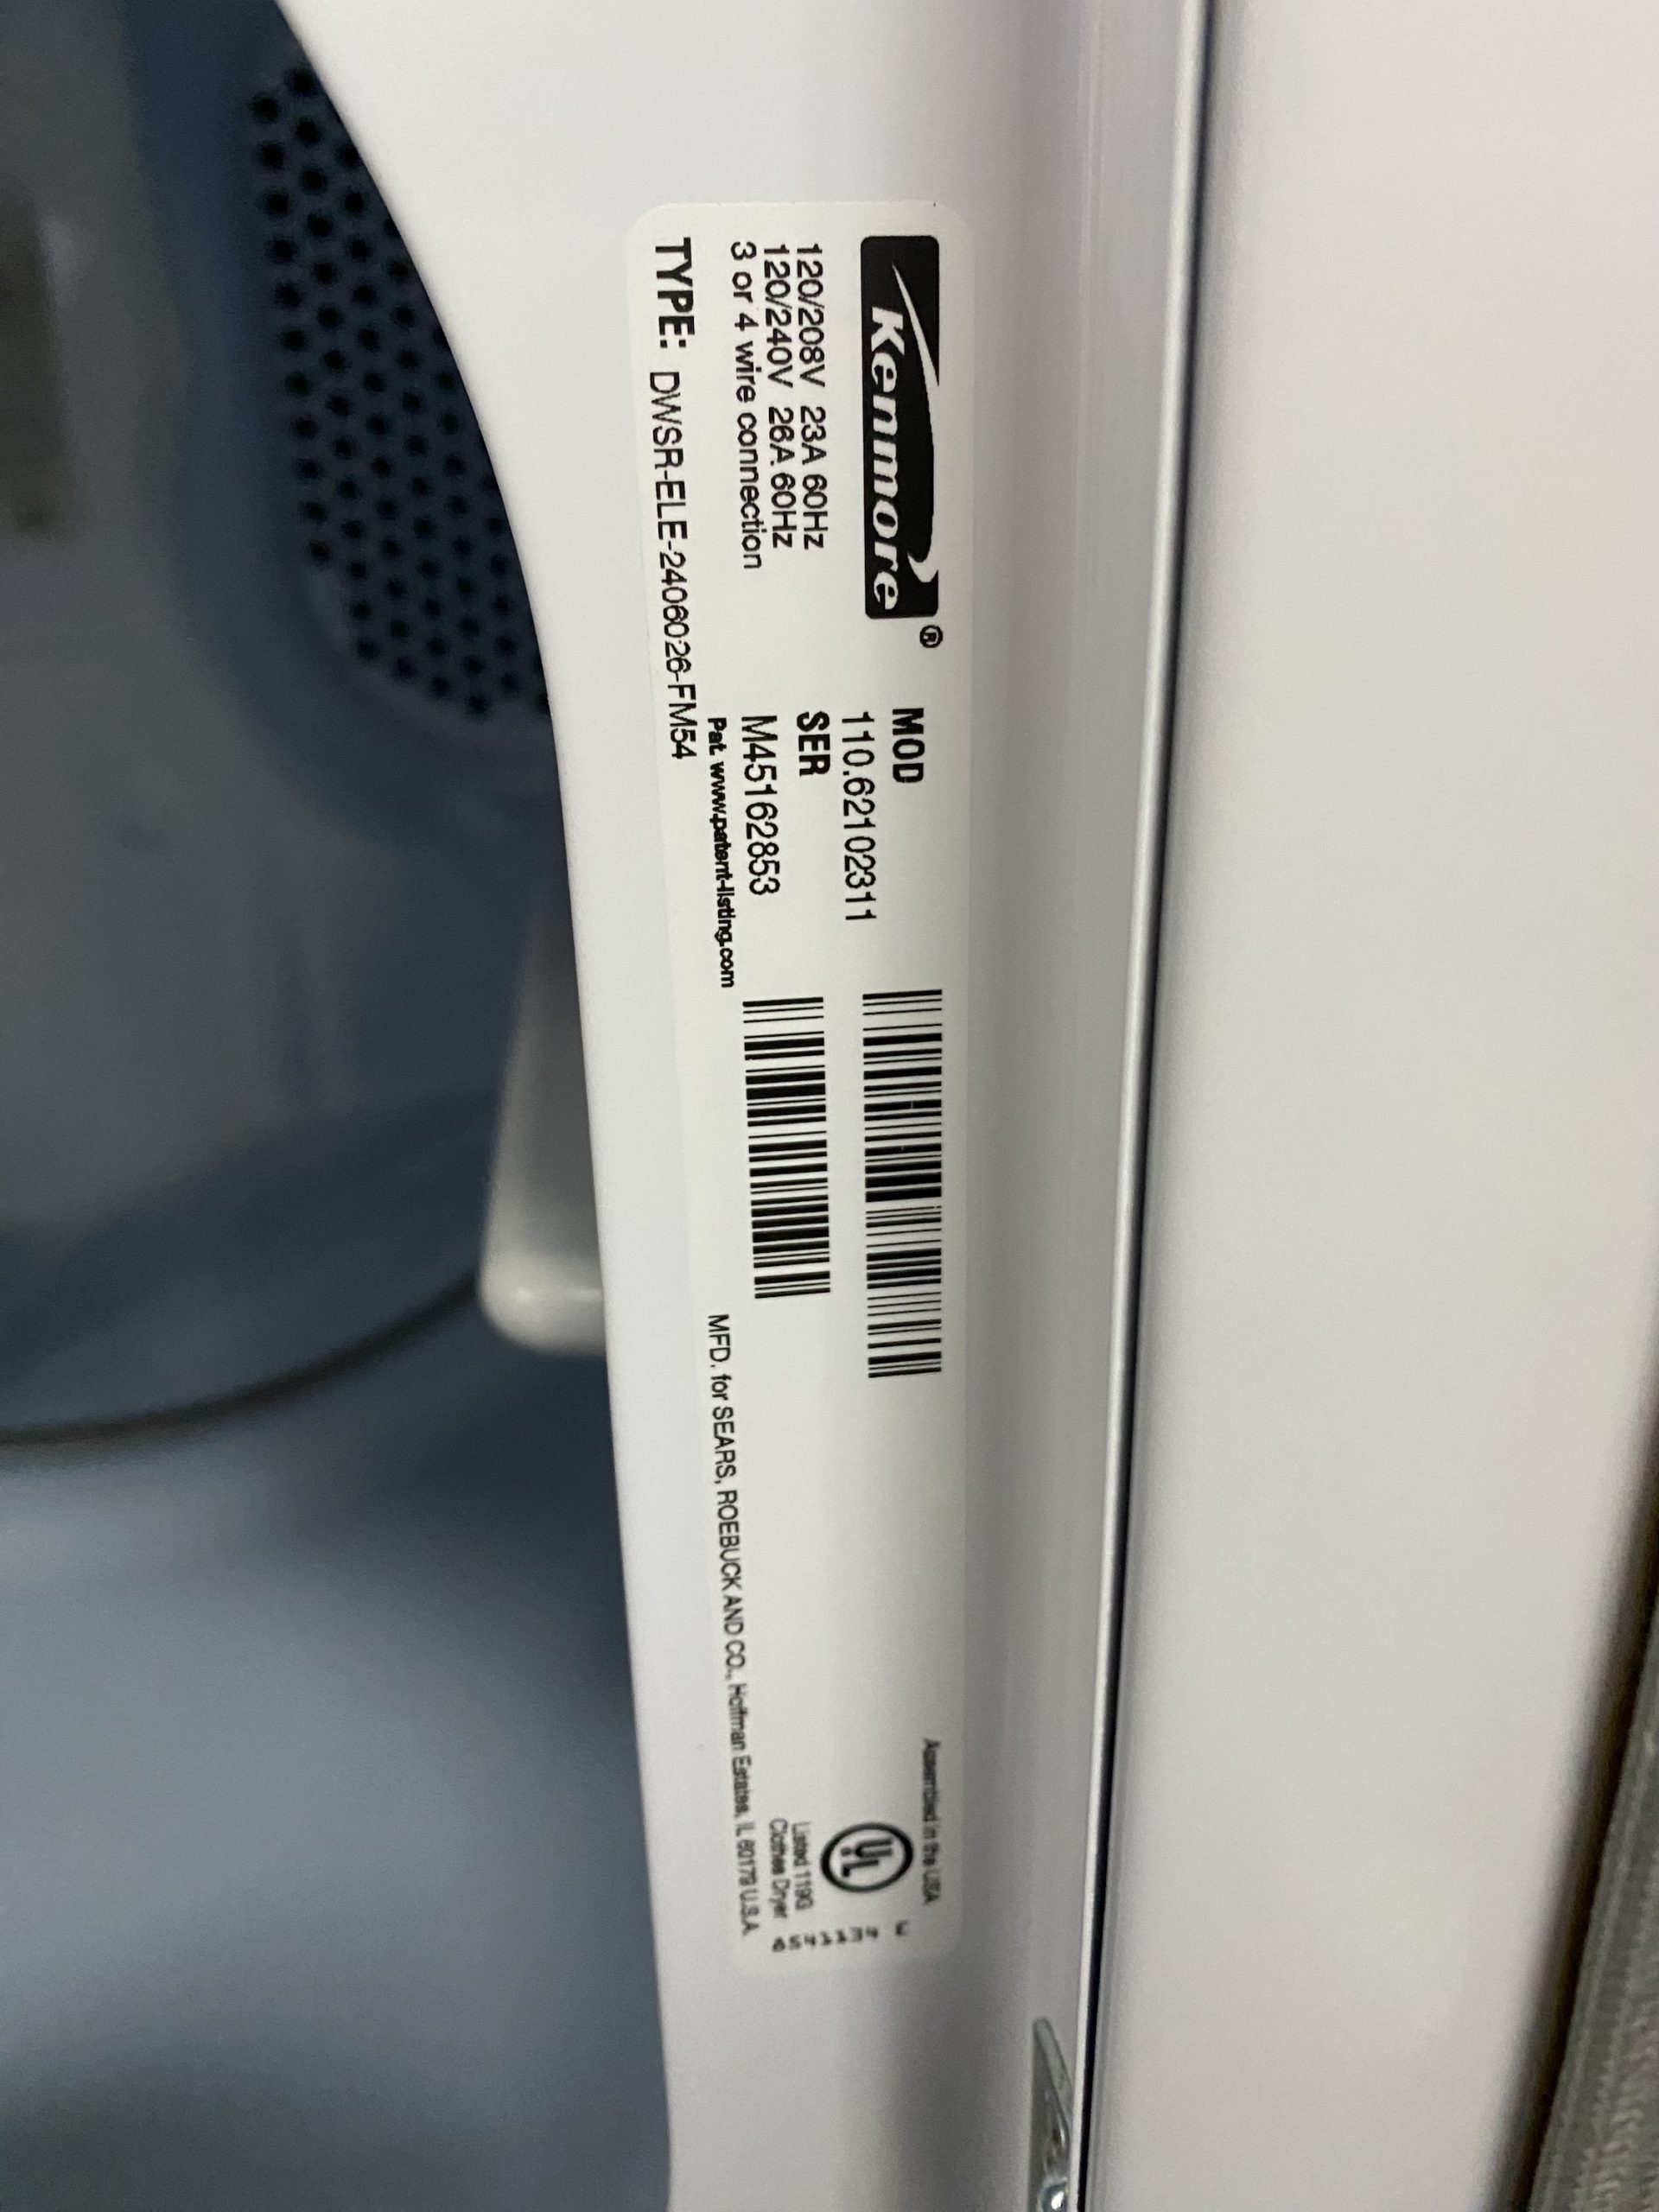 Kenmore®
120/208V 23A 60Hz
120/240V 26A 60Hz
3 or 4 wire connection
TYPE: DWSR-ELE-2406026-FM54
MOD
110.62102311
SER
M45162853
Pat. www.patent-listing.com
MFD. for SEARS, ROEBUCK AND CO., Hoffman Estates, IL 60179 U.S.A.
Assembled in the USA
UL
Listed 119G
Clothes Dryer